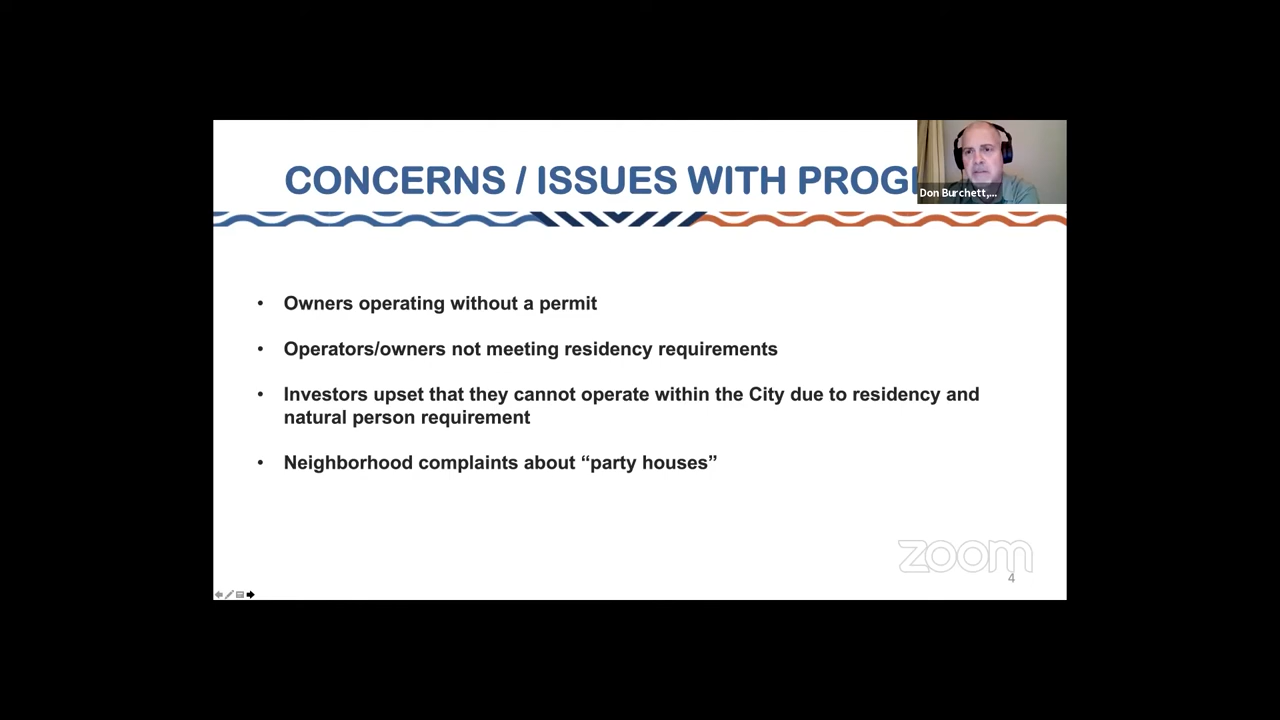 CONCERNS / ISSUES WITH
Don Burchett,...
• Owners operating without a permit
• Operators/owners not meeting residency requirements
• Investors upset that they cannot operate within the City due to residency and
natural person requirement
• Neighborhood complaints about “party houses”
zoom
4